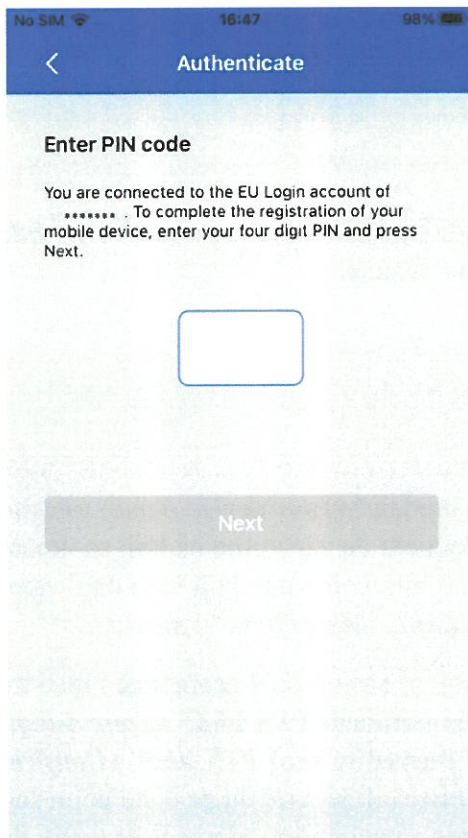 No SIM 16:47 98%
Authenticate
Enter PIN code
You are connected to the EU Login account of
******* . To complete the registration of your
mobile device, enter your four digit PIN and press
Next.
Next